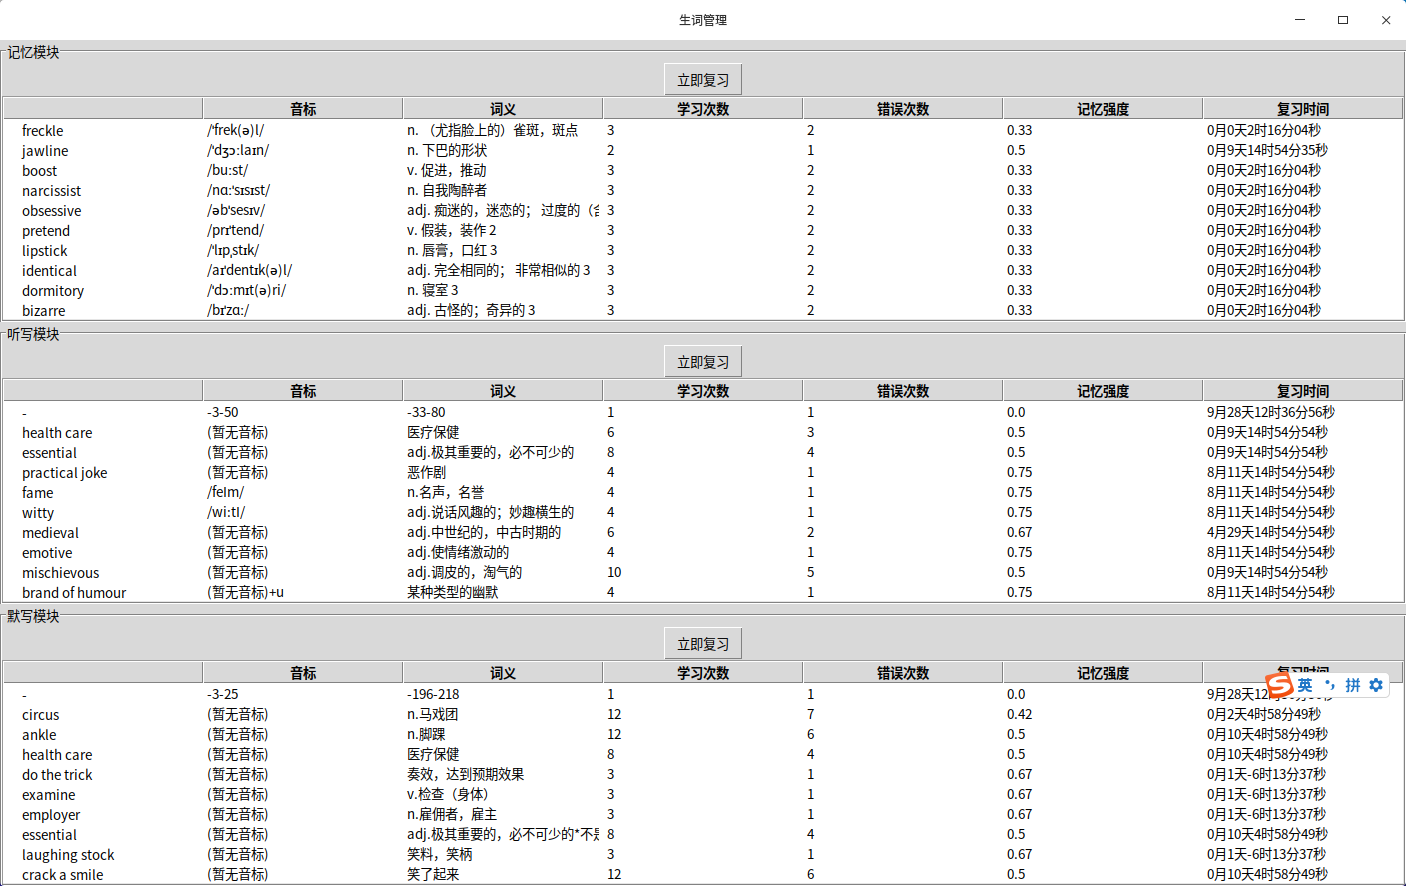 生词管理
记忆模块
立即复习
音标 词义 学习次数 错误次数 记忆强度 复习时间
freckle /ˈfrek(ə)l/ n. （尤指脸上的）雀斑，斑点 3 2 0.33 0月0天2时16分04秒
jawline /ˈdʒɔːlaɪn/ n. 下巴的形状 2 1 0.5 0月9天14时54分35秒
boost /buːst/ v. 促进，推动 3 2 0.33 0月0天2时16分04秒
narcissist /nɑːˈsɪsɪst/ n. 自我陶醉者 3 2 0.33 0月0天2时16分04秒
obsessive /əbˈsesɪv/ adj. 痴迷的，迷恋的； 过度的（ 3 2 0.33 0月0天2时16分04秒
pretend /prɪˈtend/ v. 假装，装作 2 3 2 0.33 0月0天2时16分04秒
lipstick /ˈlɪpˌstɪk/ n. 唇膏，口红 3 3 2 0.33 0月0天2时16分04秒
identical /aɪˈdentɪk(ə)l/ adj. 完全相同的； 非常相似的 3 3 2 0.33 0月0天2时16分04秒
dormitory /ˈdɔːmɪt(ə)ri/ n. 寝室 3 3 2 0.33 0月0天2时16分04秒
bizarre /bɪˈzɑː/ adj. 古怪的；奇异的 3 3 2 0.33 0月0天2时16分04秒
听写模块
立即复习
音标 词义 学习次数 错误次数 记忆强度 复习时间
- -3-50 -33-80 1 1 0.0 9月28天12时36分56秒
health care (暂无音标) 医疗保健 6 3 0.5 0月9天14时54分54秒
essential (暂无音标) adj.极其重要的，必不可少的 8 4 0.5 0月9天14时54分54秒
practical joke (暂无音标) 恶作剧 4 1 0.75 8月11天14时54分54秒
fame /feIm/ n.名声，名誉 4 1 0.75 8月11天14时54分54秒
witty /wi:tI/ adj.说话风趣的；妙趣横生的 4 1 0.75 8月11天14时54分54秒
medieval (暂无音标) adj.中世纪的，中古时期的 6 2 0.67 4月29天14时54分54秒
emotive (暂无音标) adj.使情绪激动的 4 1 0.75 8月11天14时54分54秒
mischievous (暂无音标) adj.调皮的，淘气的 10 5 0.5 0月9天14时54分54秒
brand of humour (暂无音标)+u 某种类型的幽默 4 1 0.75 8月11天14时54分54秒
默写模块
立即复习
音标 词义 学习次数 错误次数 记忆强度
英 拼
- -3-25 -196-218 1 1 0.0 9月28天12
circus (暂无音标) n.马戏团 12 7 0.42 0月2天4时58分49秒
ankle (暂无音标) n.脚踝 12 6 0.5 0月10天4时58分49秒
health care (暂无音标) 医疗保健 8 4 0.5 0月10天4时58分49秒
do the trick (暂无音标) 奏效，达到预期效果 3 1 0.67 0月1天-6时13分37秒
examine (暂无音标) v.检查（身体） 3 1 0.67 0月1天-6时13分37秒
employer (暂无音标) n.雇佣者，雇主 3 1 0.67 0月1天-6时13分37秒
essential (暂无音标) adj.极其重要的，必不可少的*不 8 4 0.5 0月10天4时58分49秒
laughing stock (暂无音标) 笑料，笑柄 3 1 0.67 0月1天-6时13分37秒
crack a smile (暂无音标) 笑了起来 12 6 0.5 0月10天4时58分49秒